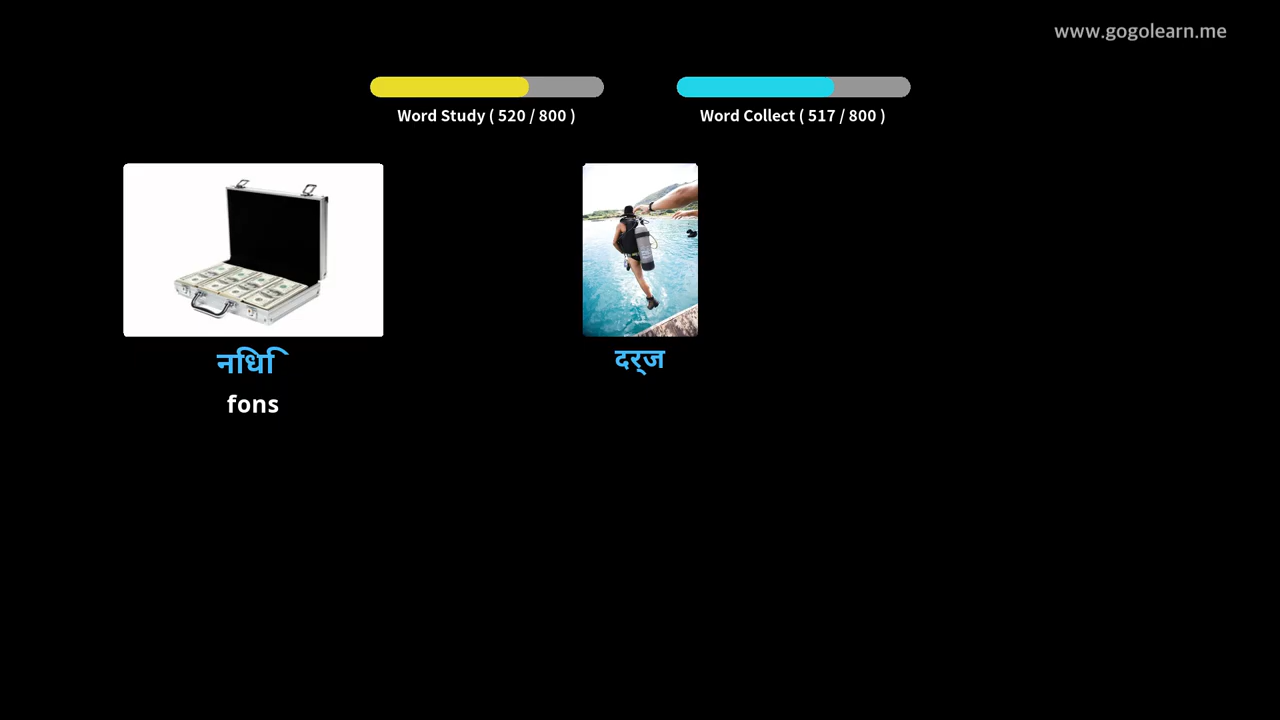 www.gogolearn.me
Word Study ( 520 / 800 )
Word Collect ( 517 / 800 )
निधि
दर्ज
fons